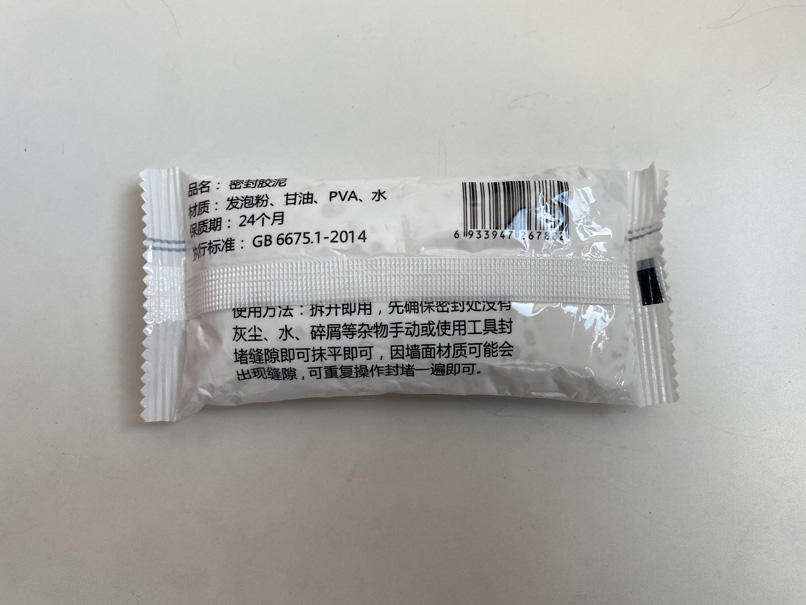 品名：密封胶泥
材质：发泡粉、甘油、PVA、水
保质期：24个月
执行标准：GB 6675.1-2014
6 933947 267802
使用方法：拆开即用，先确保密封处没有
灰尘、水、碎屑等杂物手动或使用工具封
堵缝隙即可抹平即可，因墙面材质可能会
出现缝隙，可重复操作封堵一遍即可。